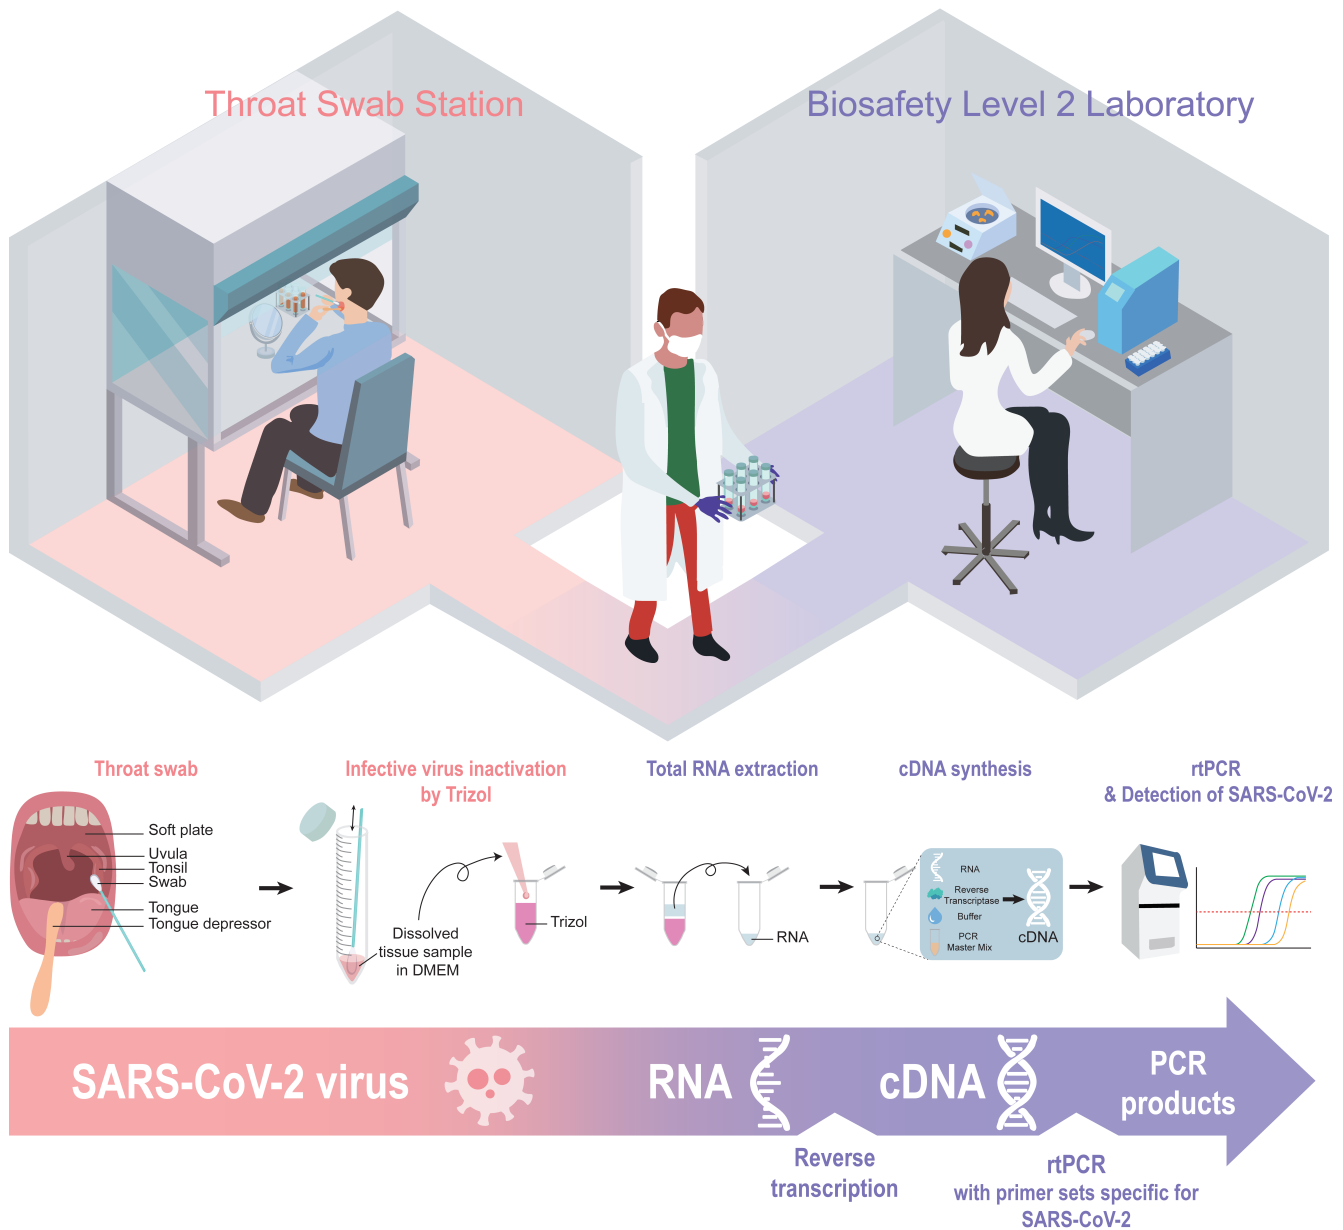 Throat Swab Station
Biosafety Level 2 Laboratory
Throat swab
Soft plate
Uvula
Tonsil
Swab
Tongue
Tongue depressor
Infective virus inactivation
by Trizol
Dissolved
tissue sample
in DMEM
Trizol
Total RNA extraction
RNA
cDNA synthesis
RNA
Reverse
Transcriptase
Buffer
PCR
Master Mix
cDNA
rtPCR
& Detection of SARS-CoV-2
SARS-CoV-2 virus
RNA
cDNA
PCR
products
Reverse
transcription
rtPCR
with primer sets specific for
SARS-CoV-2